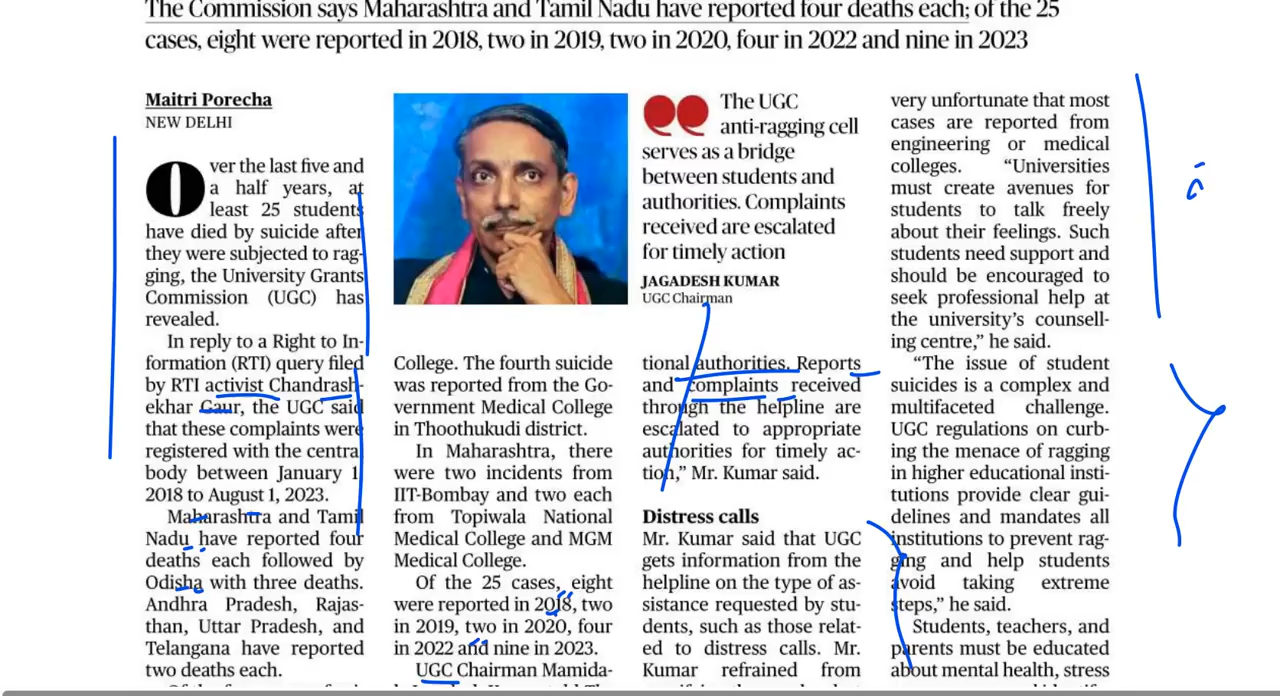 The Commission says Maharashtra and Tamil Nadu have reported four deaths each; of the 25
cases, eight were reported in 2018, two in 2019, two in 2020, four in 2022 and nine in 2023
Maitri Porecha
NEW DELHI
Over the last five and
a half years, at
least 25 students
have died by suicide after
they were subjected to rag-
ging, the University Grants
Commission (UGC) has
revealed.
In reply to a Right to In-
formation (RTI) query filed
by RTI activist Chandrash-
ekhar Gaur, the UGC said
that these complaints were
registered with the central
body between January 1,
2018 to August 1, 2023.
Maharashtra and Tamil
Nadu have reported four
deaths each followed by
Odisha with three deaths.
Andhra Pradesh, Rajas-
than, Uttar Pradesh, and
Telangana have reported
two deaths each.
College. The fourth suicide
was reported from the Go-
vernment Medical College
in Thoothukudi district.
In Maharashtra, there
were two incidents from
IIT-Bombay and two each
from Topiwala National
Medical College and MGM
Medical College.
Of the 25 cases, eight
were reported in 2018, two
in 2019, two in 2020, four
in 2022 and nine in 2023.
UGC Chairman Mamida-
The UGC
anti-ragging cell
serves as a bridge
between students and
authorities. Complaints
received are escalated
for timely action
JAGADESH KUMAR
UGC Chairman
tional authorities. Reports
and complaints received
through the helpline are
escalated to appropriate
authorities for timely ac-
tion,” Mr. Kumar said.
Distress calls
Mr. Kumar said that UGC
gets information from the
helpline on the type of as-
sistance requested by stu-
dents, such as those relat-
ed to distress calls. Mr.
Kumar refrained from
very unfortunate that most
cases are reported from
engineering or medical
colleges. “Universities
must create avenues for
students to talk freely
about their feelings. Such
students need support and
should be encouraged to
seek professional help at
the university’s counsell-
ing centre,” he said.
“The issue of student
suicides is a complex and
multifaceted challenge.
UGC regulations on curb-
ing the menace of ragging
in higher educational insti-
tutions provide clear gui-
delines and mandates all
institutions to prevent rag-
ging and help students
avoid taking extreme
steps,” he said.
Students, teachers, and
parents must be educated
about mental health, stress